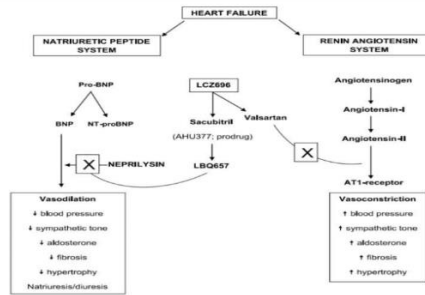 HEART FAILURE
NATRIURETIC PEPTIDE
SYSTEM
RENIN ANGIOTENSIN
SYSTEM
Pro-BNP
BNP
NT-proBNP
LCZ696
Sacubitril
(AHU377; prodrug)
LBQ657
Valsartan
Angiotensinogen
Angiotensin-I
Angiotensin-II
AT1-receptor
X
NEPRILYSIN
X
Vasodilation
↓ blood pressure
↓ sympathetic tone
↓ aldosterone
↓ fibrosis
↓ hypertrophy
Natriuresis/diuresis
Vasoconstriction
↑ blood pressure
↑ sympathetic tone
↑ aldosterone
↑ fibrosis
↑ hypertrophy